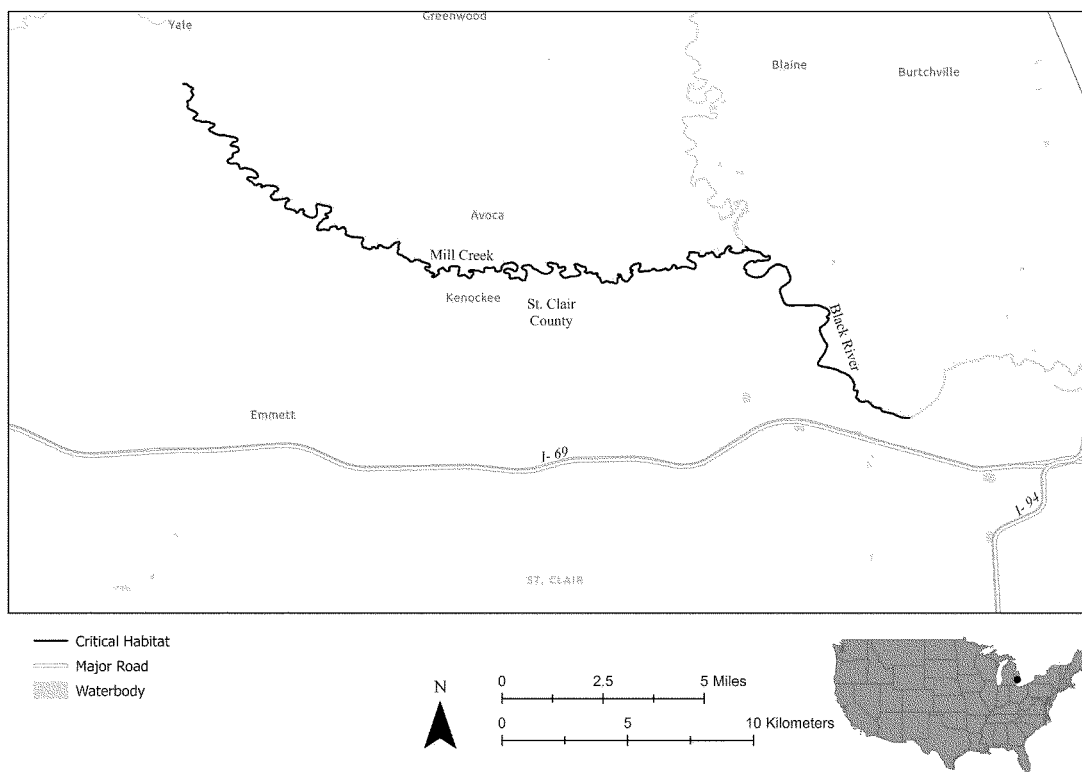 Greenwood
Yale
Blaine
Burtchville
Avoca
Mill Creek
Kenockee
St. Clair
County
Black River
Emmett
I-69
I-94
ST. CLAIR
Critical Habitat
Major Road
Waterbody
N
0 2.5 5 Miles
0 5 10 Kilometers